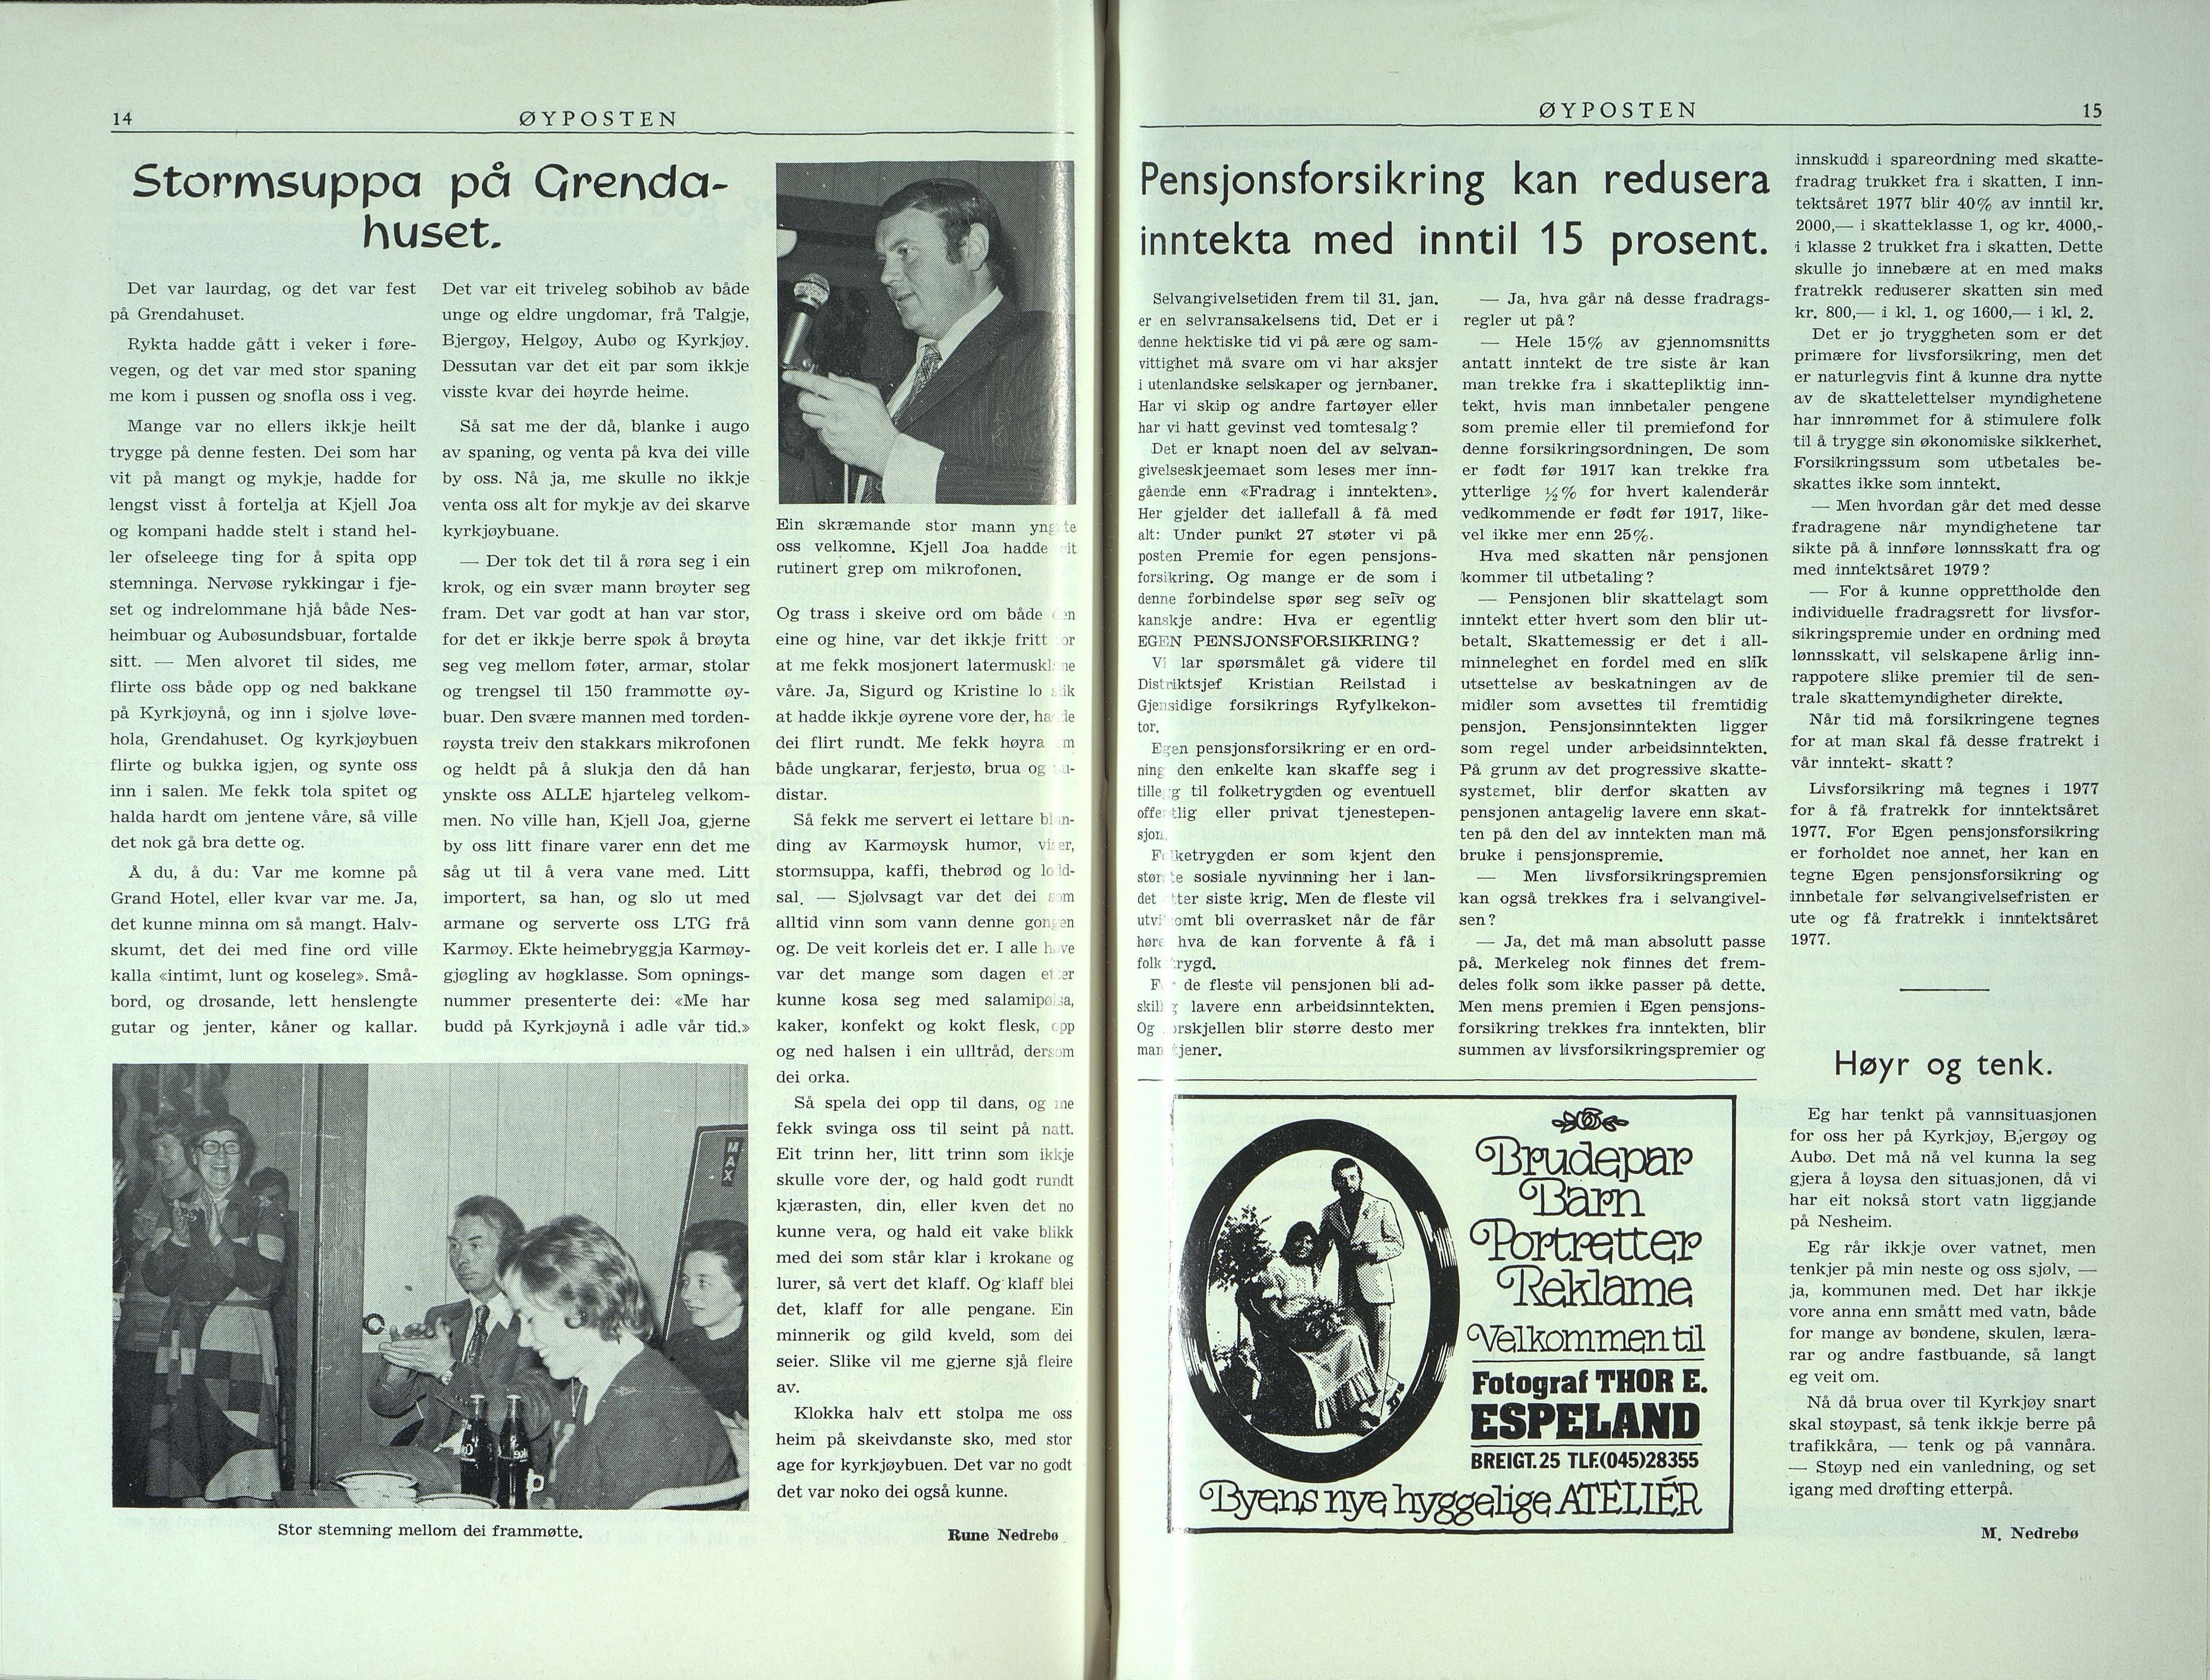 14
ØYPOSTEN
Stormsuppa på Grenda-
huset.
Det var laurdag, og det var fest
på Grendahuset.
Rykta hadde gått i veker i føre-
vegen, og det var med stor spaning
me kom i pussen og snofla oss i veg.
Mange var no ellers ikkje heilt
trygge på denne festen. Dei som har
vit på mangt og mykje, hadde for
lengst visst å fortelja at Kjell Joa
og kompani hadde stelt i stand hel-
ler ofseleege ting for å spita opp
stemninga. Nervøse rykkingar i fje-
set og indrelommane hjå både Nes-
heimbuar og Aubøsundsbuar, fortalde
sitt. — Men alvoret til sides, me
flirte oss både opp og ned bakkane
på Kyrkjøynå, og inn i sjølve løve-
hola, Grendahuset. Og kyrkjøybuen
flirte og bukka igjen, og synte oss
inn i salen. Me fekk tola spitet og
halda hardt om jentene våre, så ville
det nok gå bra dette og.
Å du, å du: Var me komne på
Grand Hotel, eller kvar var me. Ja,
det kunne minna om så mangt. Halv-
skumt, det dei med fine ord ville
kalla «intimt, lunt og koseleg». Små-
bord, og drøsande, lett henslengte
gutar og jenter, kåner og kallar.
Det var eit triveleg sobihob av både
unge og eldre ungdomar, frå Talgje,
Bjergøy, Helgøy, Aubø og Kyrkjøy.
Dessutan var det eit par som ikkje
visste kvar dei høyrde heime.
Så sat me der då, blanke i augo
av spaning, og venta på kva dei ville
by oss. Nå ja, me skulle no ikkje
venta oss alt for mykje av dei skarve
kyrkjøybuane.
— Der tok det til å røra seg i ein
krok, og ein svær mann brøyter seg
fram. Det var godt at han var stor,
for det er ikkje berre spøk å brøyta
seg veg mellom føter, armar, stolar
og trengsel til 150 frammøtte øy-
buar. Den svære mannen med torden-
røysta treiv den stakkars mikrofonen
og heldt på å slukja den då han
ynskte oss ALLE hjarteleg velkom-
men. No ville han, Kjell Joa, gjerne
by oss litt finare varer enn det me
såg ut til å vera vane med. Litt
importert, sa han, og slo ut med
armane og serverte oss LTG frå
Karmøy. Ekte heimebryggja Karmøy-
gjøgling av høgklasse. Som opnings-
nummer presenterte dei: «Me har
budd på Kyrkjøynå i adle vår tid.»
MAX
Stor stemning mellom dei frammøtte.
Ein skræmande stor mann
oss velkomne. Kjell Joa hadde
rutinert grep om mikrofonen.
Og trass i skeive ord om både
eine og hine, var det ikkje fritt
at me fekk mosjonert
våre. Ja, Sigurd og Kristine lo
at hadde ikkje øyrene vore der,
dei flirt rundt. Me fekk høyra
både ungkarar, ferjestø, brua og
distar.
Så fekk me servert ei lettare
ding av Karmøysk humor, viser,
stormsuppa, kaffi, thebrød og lodd-
sal. — Sjølvsagt var det dei som
alltid vinn som vann denne gongen
og. De veit korleis det er. I alle høve
var det mange som dagen etter
kunne kosa seg med salamipølsa,
kaker, konfekt og kokt flesk, opp
og ned halsen i ein ulltråd, dersom
dei orka.
Så spela dei opp til dans, og me
fekk svinga oss til seint på natt.
Eit trinn her, litt trinn som ikkje
skulle vore der, og hald godt rundt
kjærasten, din, eller kven det no
kunne vera, og hald eit vake blikk
med dei som står klar i krokane og
lurer, så vert det klaff. Og klaff blei
det, klaff for alle pengane. Ein
minnerik og gild kveld, som dei
seier. Slike vil me gjerne sjå fleire
av.
Klokka halv ett stolpa me oss
heim på skeivdanste sko, med stor
age for kyrkjøybuen. Det var no godt
det var noko dei også kunne.
Rune Nedrebø
ØYPOSTEN
15
Pensjonsforsikring kan redusera
inntekta med inntil 15 prosent.
Selvangivelsetiden frem til 31. jan.
er en selvransakelsens tid. Det er i
denne hektiske tid vi på ære og sam-
vittighet må svare om vi har aksjer
i utenlandske selskaper og jernbaner.
Har vi skip og andre fartøyer eller
har vi hatt gevinst ved tomtesalg?
Det er knapt noen del av selvan-
givelseskjeemaet som leses mer inn-
gående enn «Fradrag i inntekten».
Her gjelder det iallefall å få med
alt: Under punkt 27 støter vi på
posten Premie for egen pensjons-
forsikring. Og mange er de som i
denne forbindelse spør seg selv og
kanskje andre: Hva er egentlig
EGEN PENSJONSFORSIKRING?
Vi lar spørsmålet gå videre til
Distriktsjef Kristian Reilstad i
Gjensidige forsikrings Ryfylkekon-
tor.
Egen pensjonsforsikring er en ord-
ning den enkelte kan skaffe seg i
tillegg til folketrygden og eventuell
offentlig eller privat tjenestepen-
sjon.
Folketrygden er som kjent den
største sosiale nyvinning her i lan-
det etter siste krig. Men de fleste vil
utvilsomt bli overrasket når de får
høre hva de kan forvente å få i
folketrygd.
For de fleste vil pensjonen bli ad-
skillig lavere enn arbeidsinntekten.
Og forskjellen blir større desto mer
man tjener.
— Ja, hva går nå desse fradrags-
regler ut på?
— Hele 15% av gjennomsnitts
antatt inntekt de tre siste år kan
man trekke fra i skattepliktig inn-
tekt, hvis man innbetaler pengene
som premie eller til premiefond for
denne forsikringsordningen. De som
er født før 1917 kan trekke fra
ytterlige ½% for hvert kalenderår
vedkommende er født før 1917, like-
vel ikke mer enn 25%.
Hva med skatten når pensjonen
kommer til utbetaling?
— Pensjonen blir skattelagt som
inntekt etter hvert som den blir ut-
betalt. Skattemessig er det i all-
minneleghet en fordel med en slik
utsettelse av beskatningen av de
midler som avsettes til fremtidig
pensjon. Pensjonsinntekten ligger
som regel under arbeidsinntekten.
På grunn av det progressive skatte-
systemet, blir derfor skatten av
pensjonen antagelig lavere enn skat-
ten på den del av inntekten man må
bruke i pensjonspremie.
— Men livsforsikringspremien
kan også trekkes fra i selvangivel-
sen?
— Ja, det må man absolutt passe
på. Merkeleg nok finnes det frem-
deles folk som ikke passer på dette.
Men mens premien i Egen pensjons-
forsikring trekkes fra inntekten, blir
summen av livsforsikringspremier og
innskudd i spareordning med skatte-
fradrag trukket fra i skatten. I inn-
tektsåret 1977 blir 40% av inntil kr.
2000,— i skatteklasse 1, og kr. 4000,-
i klasse 2 trukket fra i skatten. Dette
skulle jo innebære at en med maks
fratrekk reduserer skatten sin med
kr. 800,— i kl. 1. og 1600,— i kl. 2.
Det er jo tryggheten som er det
primære for livsforsikring, men det
er naturlegvis fint å kunne dra nytte
av de skattelettelser myndighetene
har innrømmet for å stimulere folk
til å trygge sin økonomiske sikkerhet.
Forsikringssum som utbetales be-
skattes ikke som inntekt.
— Men hvordan går det med desse
fradragene når myndighetene tar
sikte på å innføre lønnsskatt fra og
med inntektsåret 1979?
— For å kunne opprettholde den
individuelle fradragsrett for livsfor-
sikringspremie under en ordning med
lønnsskatt, vil selskapene årlig inn-
rappotere slike premier til de sen-
trale skattemyndigheter direkte.
Når tid må forsikringene tegnes
for at man skal få desse fratrekt i
vår inntekt- skatt?
Livsforsikring må tegnes i 1977
for å få fratrekk for inntektsåret
1977. For Egen pensjonsforsikring
er forholdet noe annet, her kan en
tegne Egen pensjonsforsikring og
innbetale før selvangivelsefristen er
ute og få fratrekk i inntektsåret
1977.
Brudepar
Barn
Portretter
Reklame
Velkommen til
Fotograf THOR E.
ESPELAND
BREIGT. 25 TLF.(045)28355
Byens nye hyggelige ATELIÉR
Høyr og tenk.
Eg har tenkt på vannsituasjonen
for oss her på Kyrkjøy, Bjergøy og
Aubø. Det må nå vel kunna la seg
gjera å løysa den situasjonen, då vi
har eit nokså stort vatn liggjande
på Nesheim.
Eg rår ikkje over vatnet, men
tenkjer på min neste og oss sjølv, —
ja, kommunen med. Det har ikkje
vore anna enn smått med vatn, både
for mange av bøndene, skulen, læra-
rar og andre fastbuande, så langt
eg veit om.
Nå då brua over til Kyrkjøy snart
skal støypast, så tenk ikkje berre på
trafikkåra, — tenk og på vannåra.
— Støyp ned ein vanledning, og set
igang med drøfting etterpå.
M. Nedrebø